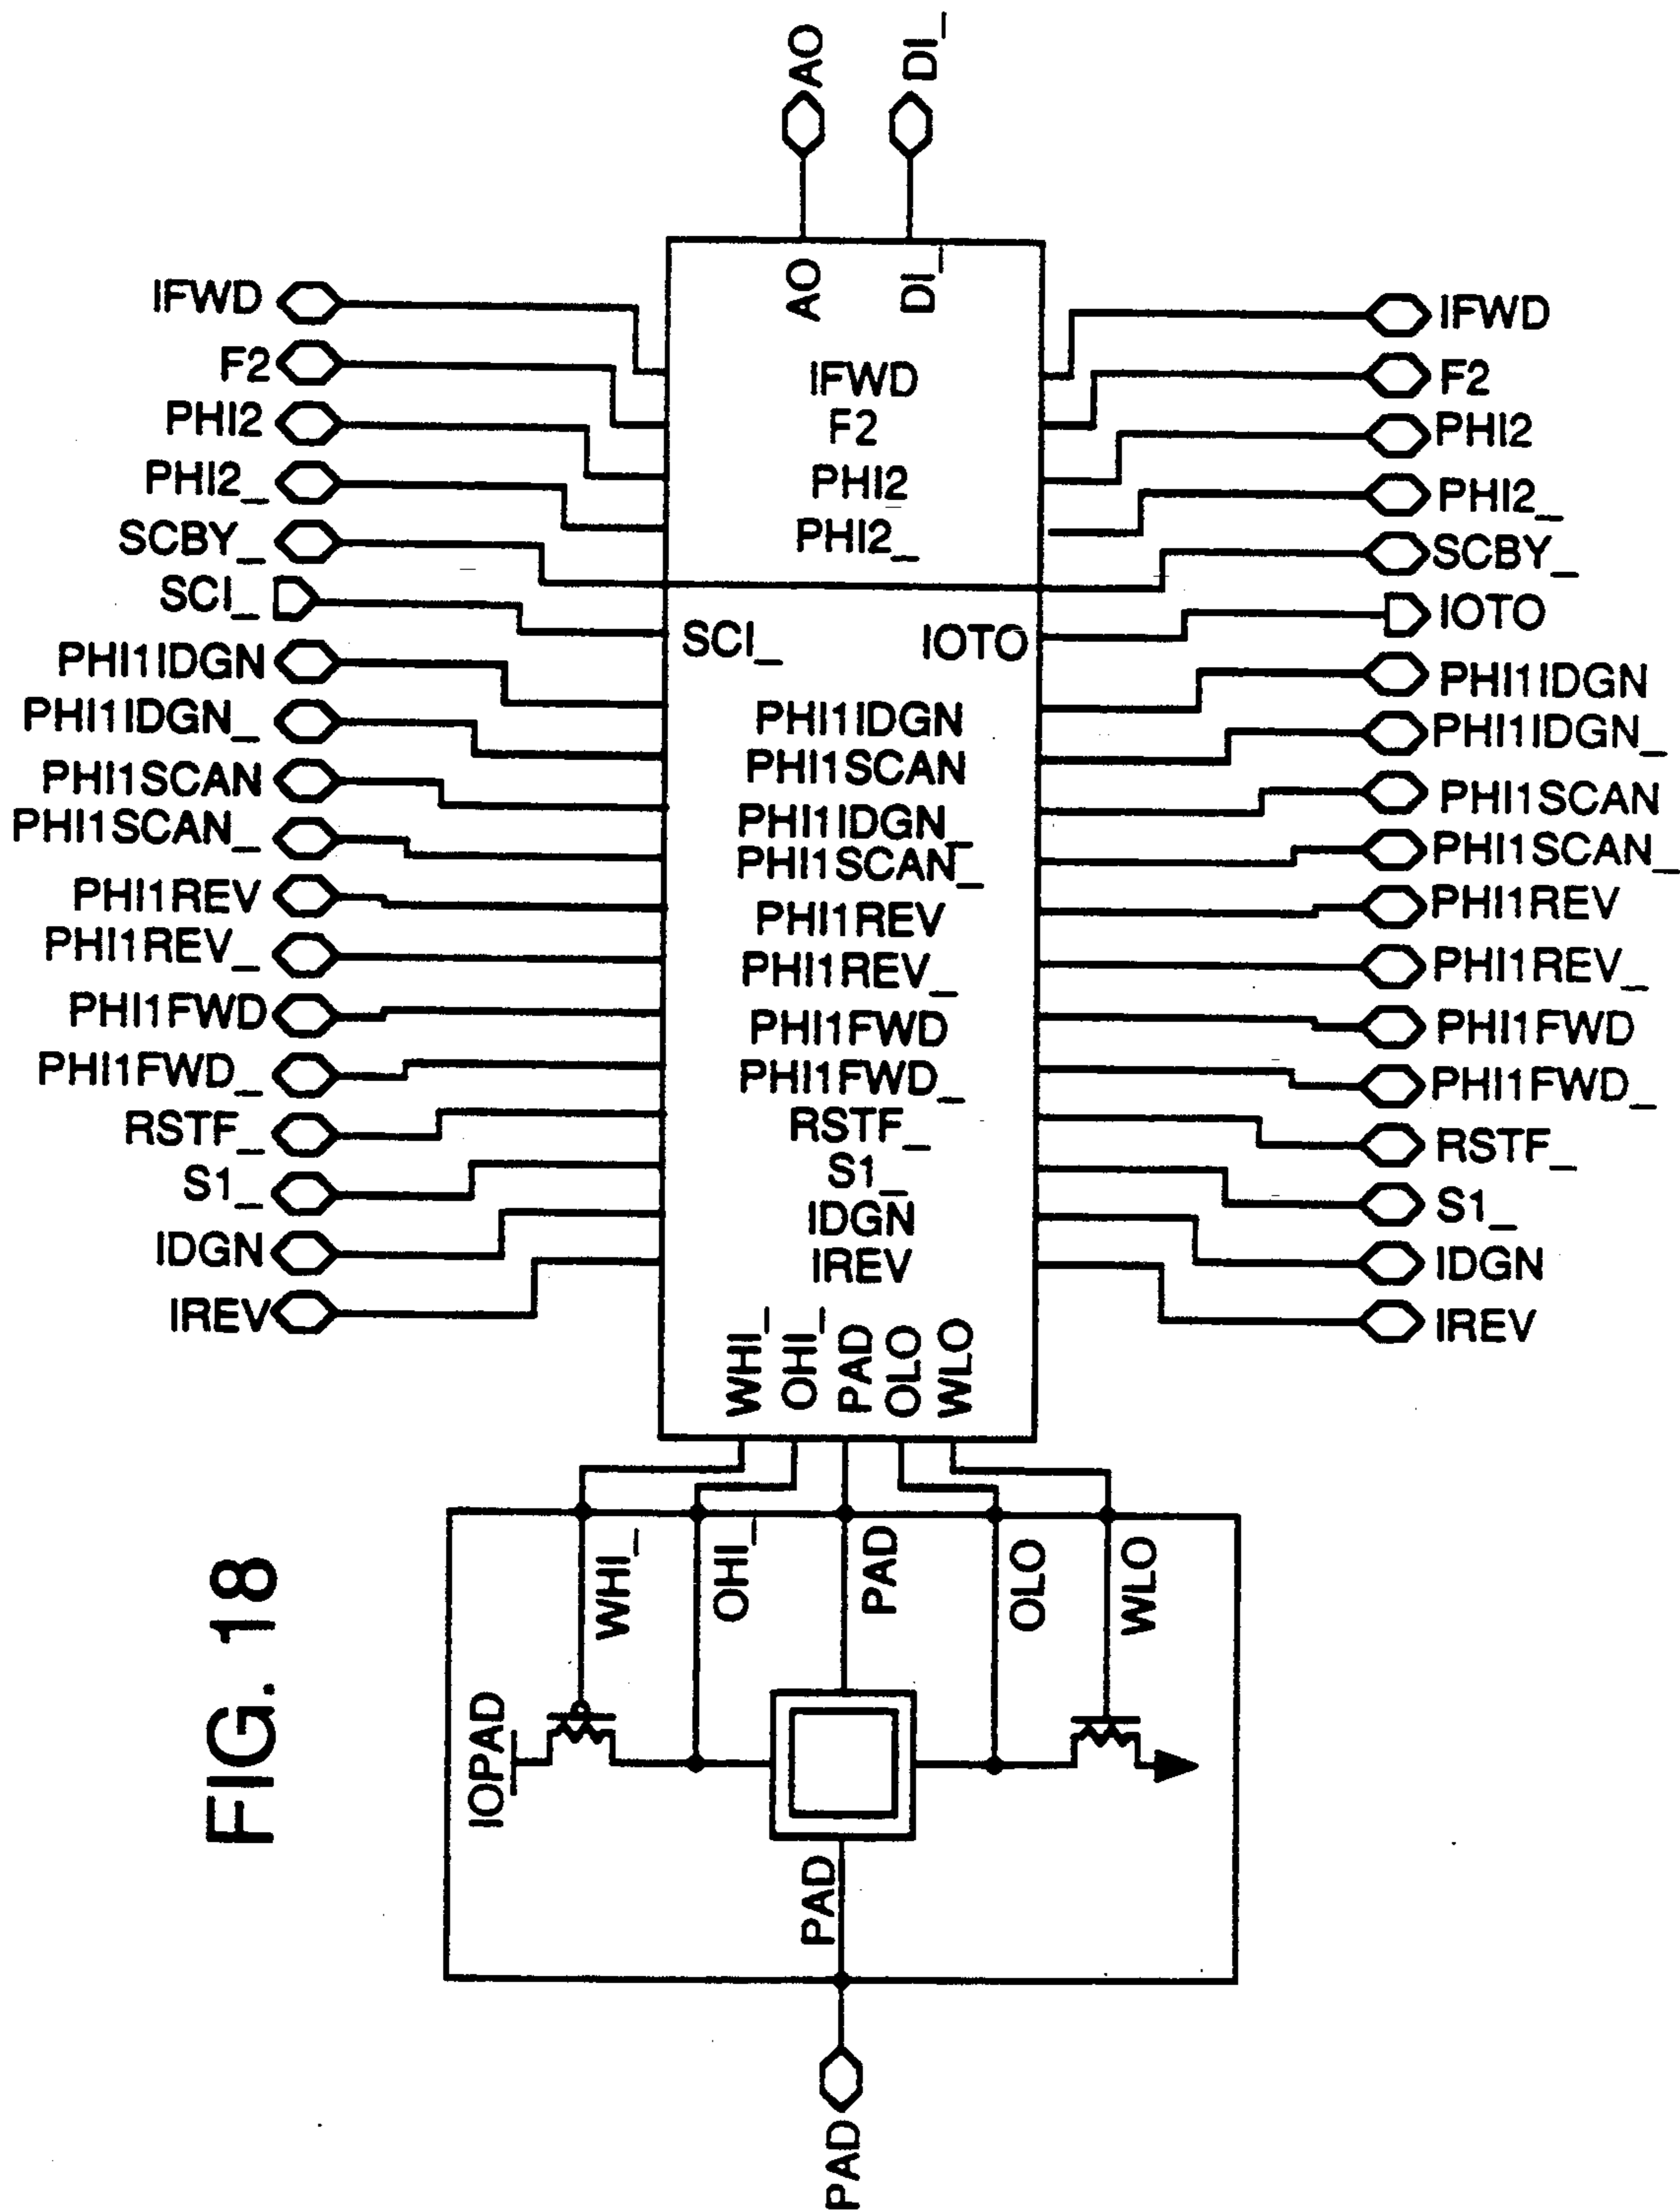 AO
DI_
IFWD
F2
PHI2
PHI2_
SCBY_
SCI_
PHI1IDGN
PHI1IDGN_
PHI1SCAN
PHI1SCAN_
PHI1REV
PHI1REV_
PHI1FWD
PHI1FWD_
RSTF_
S1_
IDGN
IREV
AO
DI_
IFWD
F2
PHI2
PHI2_
SCI_
IOTO
PHI1IDGN
PHI1SCAN
PHI1IDGN_
PHI1SCAN_
PHI1REV
PHI1REV_
PHI1FWD
PHI1FWD_
RSTF_
S1_
IDGN
IREV
WHI_
OHI_
PAD
OLO
WLO
IFWD
F2
PHI2
PHI2_
SCBY_
IOTO
PHI1IDGN
PHI1IDGN_
PHI1SCAN
PHI1SCAN_
PHI1REV
PHI1REV_
PHI1FWD
PHI1FWD_
RSTF_
S1_
IDGN
IREV
FIG. 18
IOPAD
WHI_
OHI_
PAD
OLO
WLO
PAD
PAD